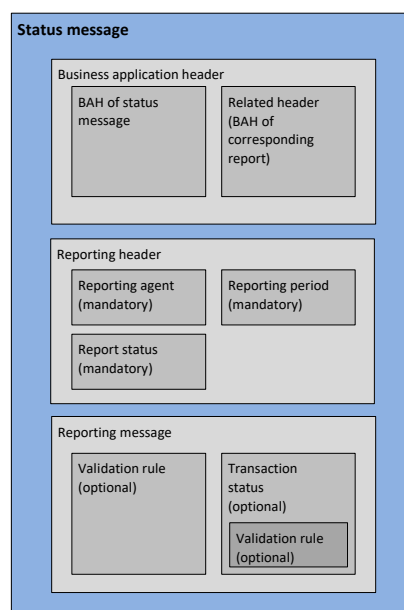 Status message
Business application header
BAH of status
message
Related header
(BAH of
corresponding
report)
Reporting header
Reporting agent
(mandatory)
Reporting period
(mandatory)
Report status
(mandatory)
Reporting message
Validation rule
(optional)
Transaction
status
(optional)
Validation rule
(optional)